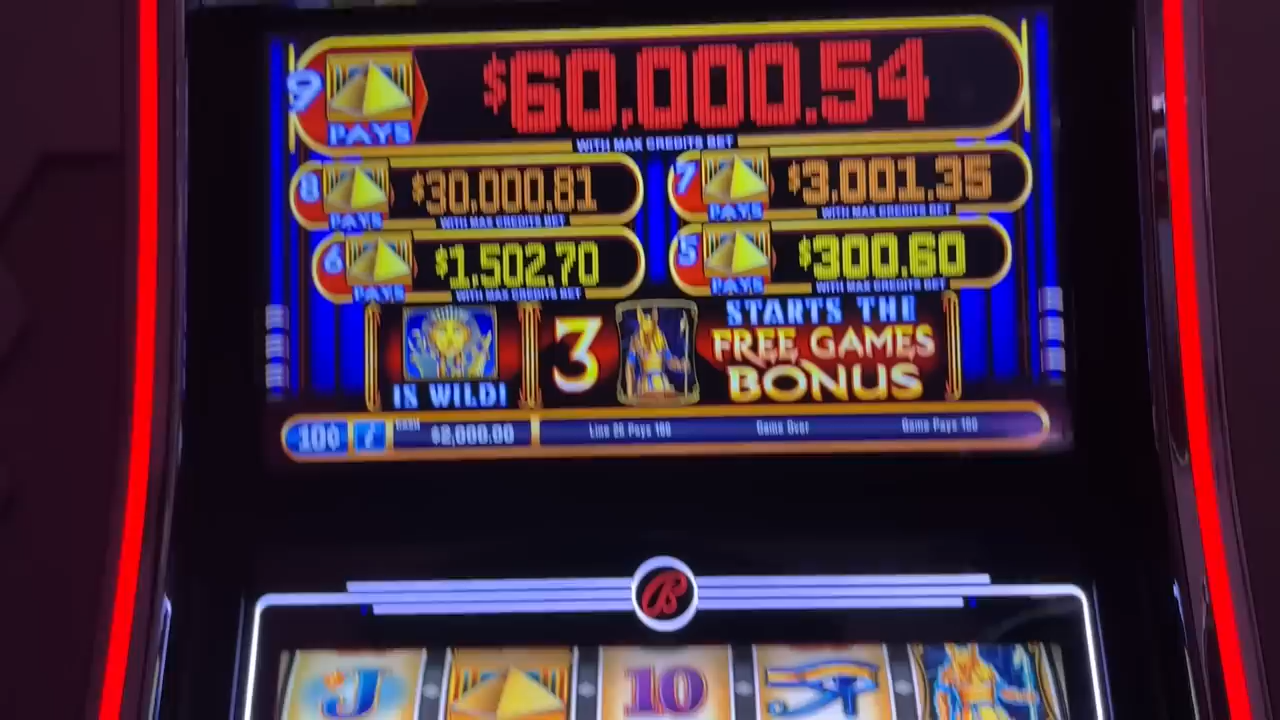 9 $60,000.54
PAYS
WITH MAX CREDITS BET
8 $30,000.81
PAYS
WITH MAX CREDITS BET
7 $3,001.35
PAYS
WITH MAX CREDITS BET
6 $1,502.70
PAYS
WITH MAX CREDITS BET
5 $300.60
PAYS
WITH MAX CREDITS BET
IS WILD!
3
STARTS THE
FREE GAMES
BONUS
10¢ CASH $2,000.00 Game Over
B
J 10